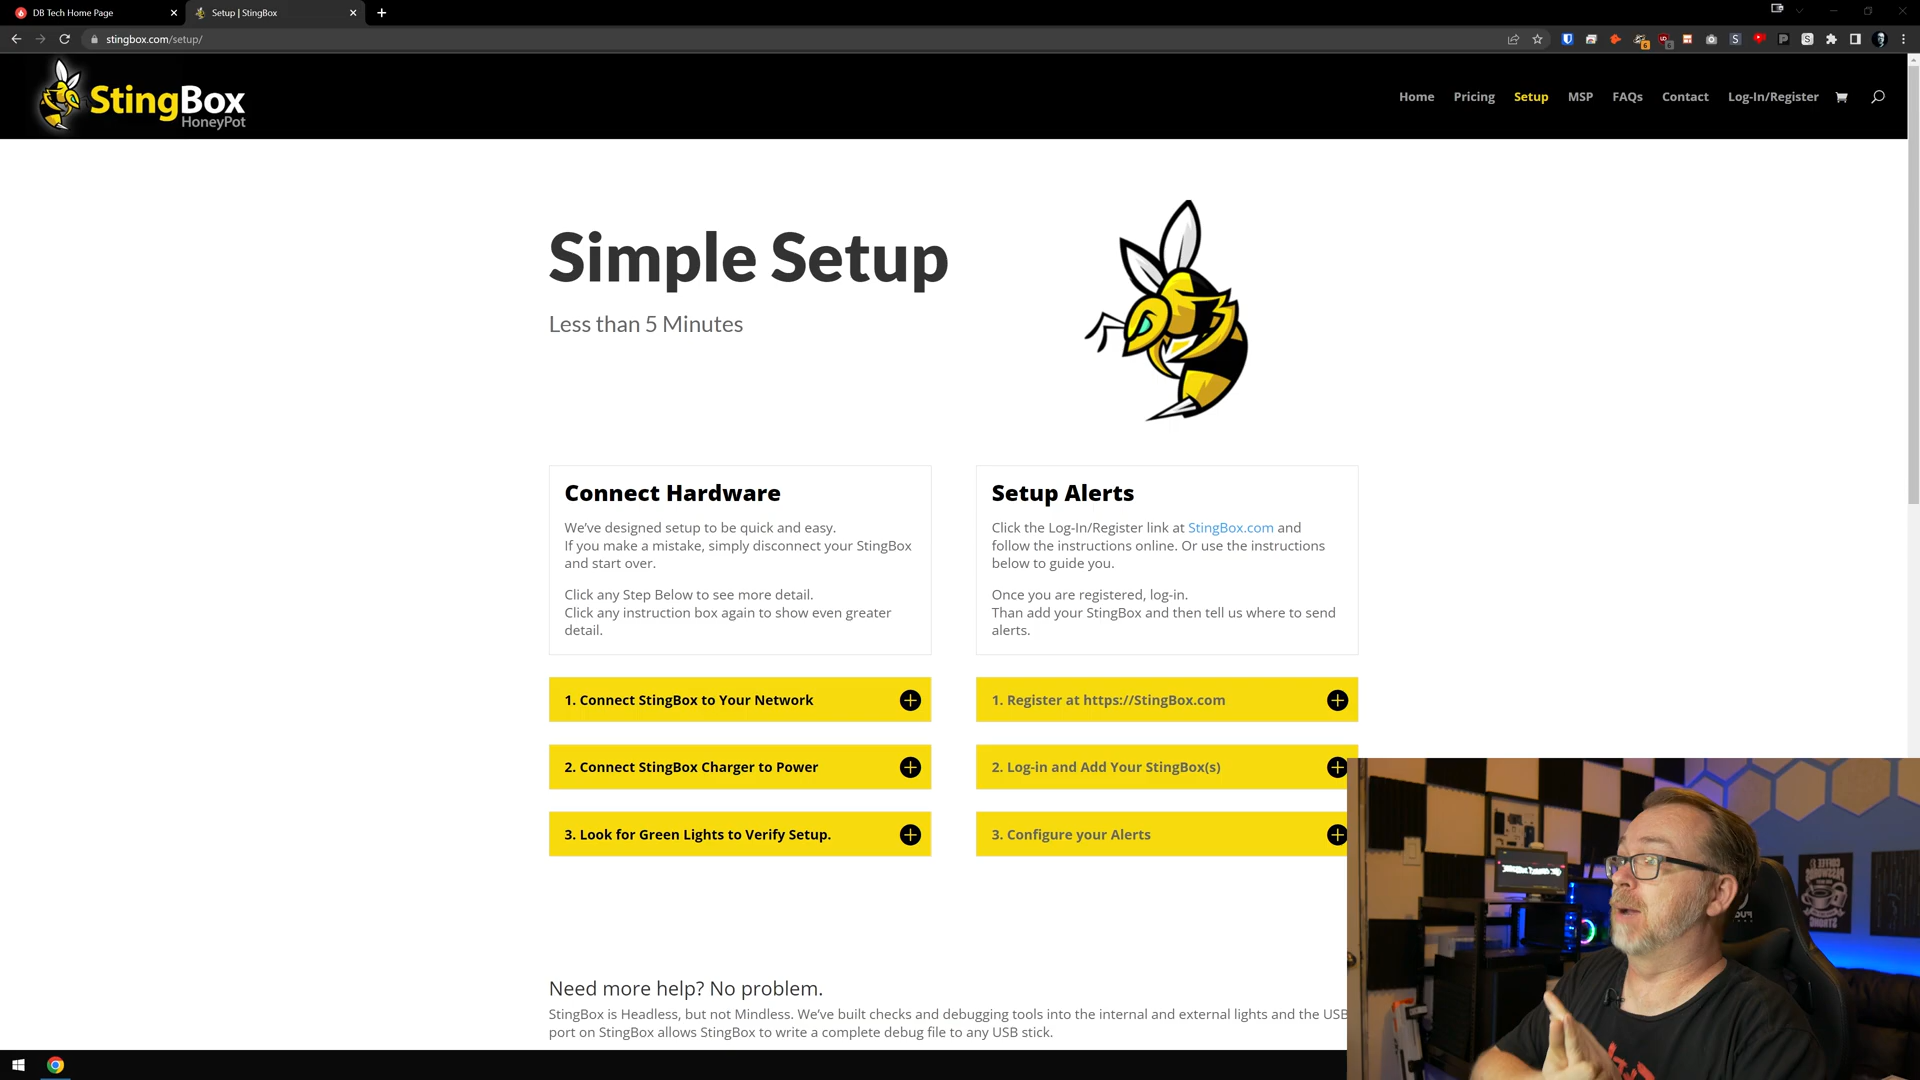 DB Tech Home Page
Setup | StingBox
stingbox.com/setup/
StingBox
HoneyPot
Home
Pricing
Setup
MSP
FAQs
Contact
Log-In/Register
Simple Setup
Less than 5 Minutes
Connect Hardware
We've designed setup to be quick and easy.
If you make a mistake, simply disconnect your StingBox
and start over.
Click any Step Below to see more detail.
Click any instruction box again to show even greater
detail.
Setup Alerts
Click the Log-In/Register link at StingBox.com and
follow the instructions online. Or use the instructions
below to guide you.
Once you are registered, log-in.
Than add your StingBox and then tell us where to send
alerts.
1. Connect StingBox to Your Network
2. Connect StingBox Charger to Power
3. Look for Green Lights to Verify Setup.
1. Register at https://StingBox.com
2. Log-in and Add Your StingBox(s)
3. Configure your Alerts
Need more help? No problem.
StingBox is Headless, but not Mindless. We've built checks and debugging tools into the internal and external lights and the USB
port on StingBox allows StingBox to write a complete debug file to any USB stick.